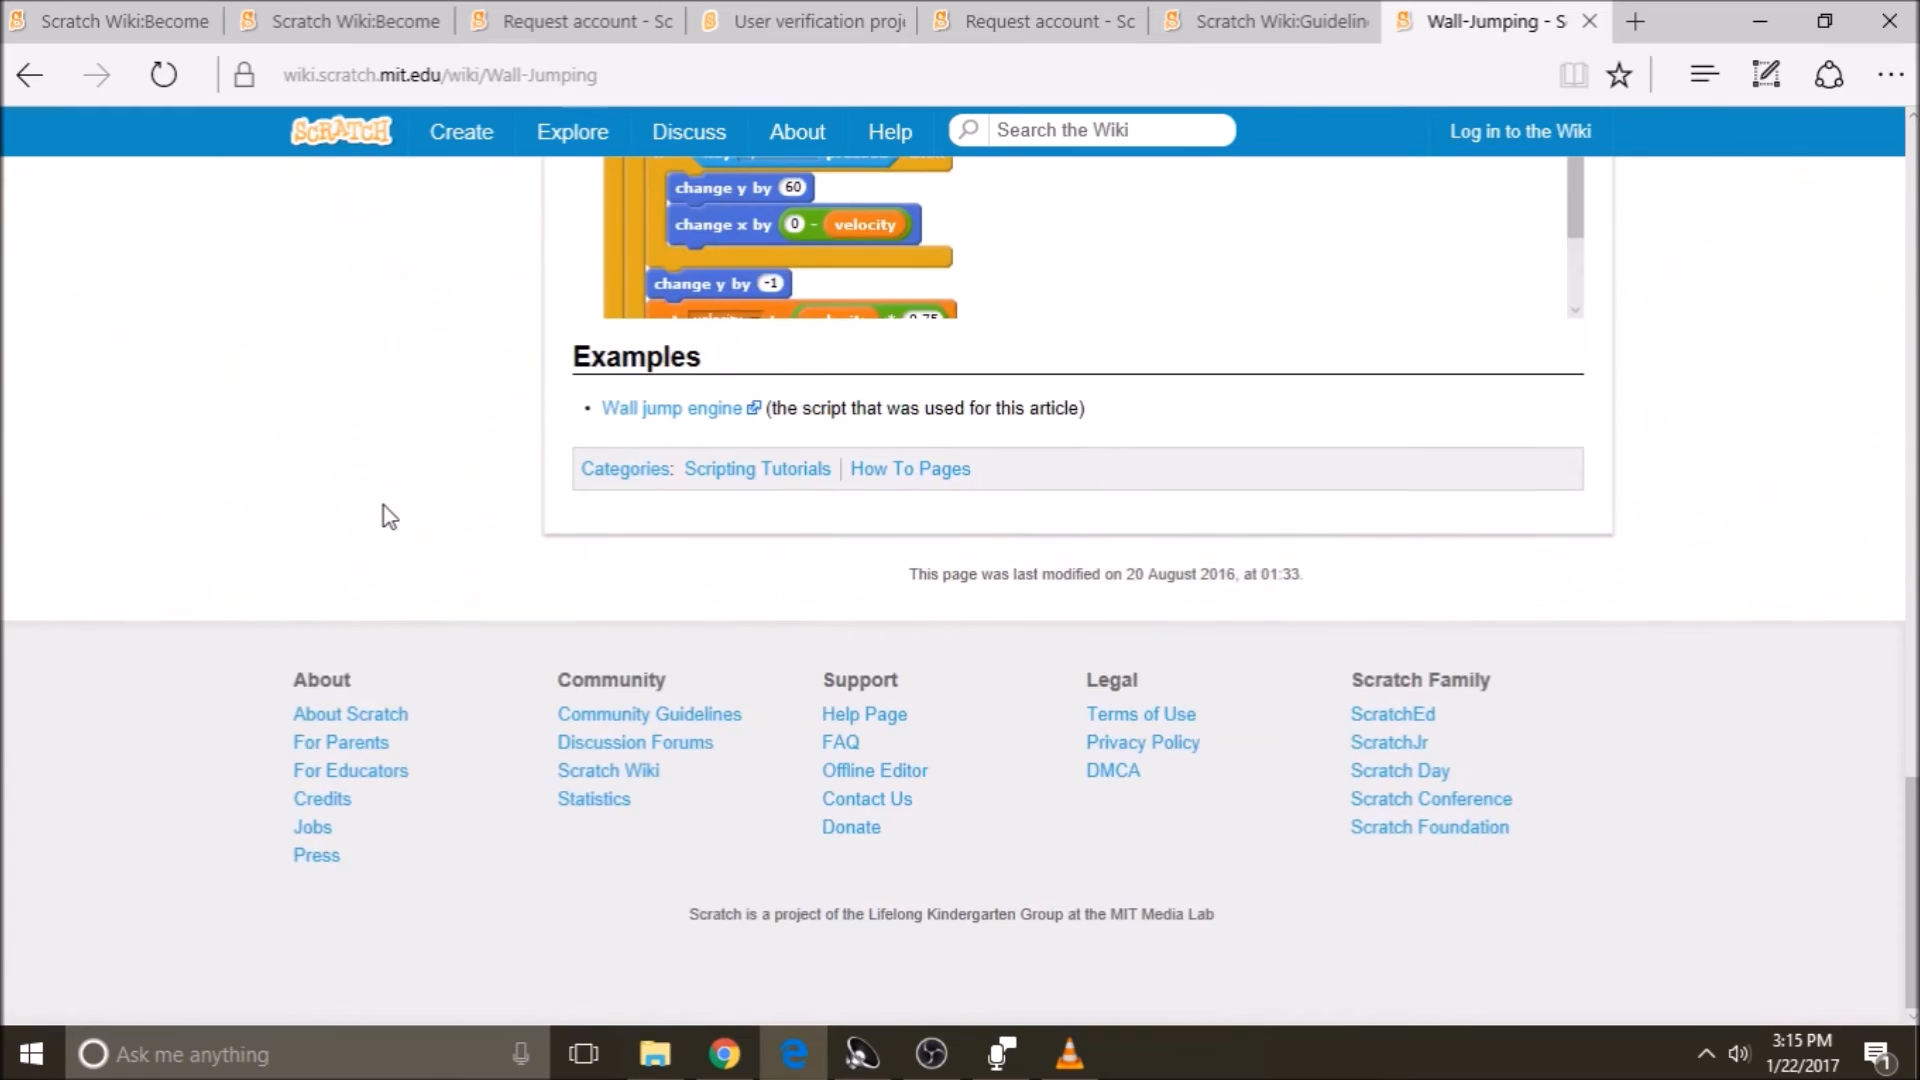 Scratch Wiki:Become
Scratch Wiki:Become
Request account - Sc
User verification proj
Request account - Sc
Scratch Wiki:Guidelin
Wall-Jumping - S
wiki.scratch.mit.edu/wiki/Wall-Jumping
SCRATCH
Create
Explore
Discuss
About
Help
Search the Wiki
Log in to the Wiki
change y by 60
change x by 0 - velocity
change y by -1
Examples
• Wall jump engine (the script that was used for this article)
Categories: Scripting Tutorials | How To Pages
This page was last modified on 20 August 2016, at 01:33.
About
About Scratch
For Parents
For Educators
Credits
Jobs
Press
Community
Community Guidelines
Discussion Forums
Scratch Wiki
Statistics
Support
Help Page
FAQ
Offline Editor
Contact Us
Donate
Legal
Terms of Use
Privacy Policy
DMCA
Scratch Family
ScratchEd
ScratchJr
Scratch Day
Scratch Conference
Scratch Foundation
Scratch is a project of the Lifelong Kindergarten Group at the MIT Media Lab
Ask me anything
3:15 PM
1/22/2017
1